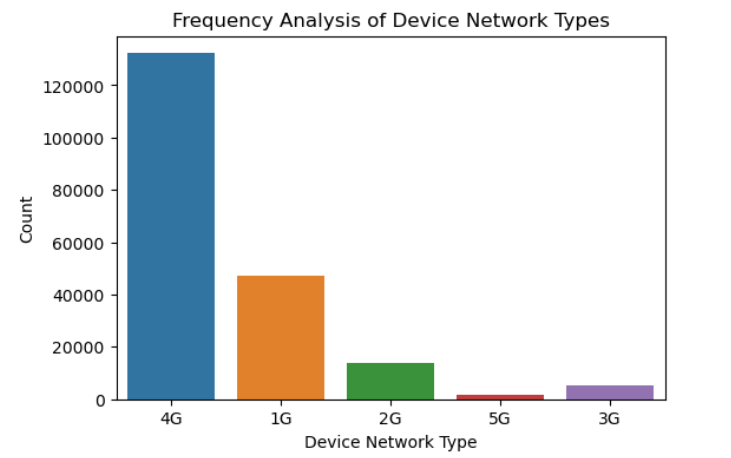 Frequency Analysis of Device Network Types
120000
100000
80000
60000
40000
20000
0
Count
4G 1G 2G 5G 3G
Device Network Type